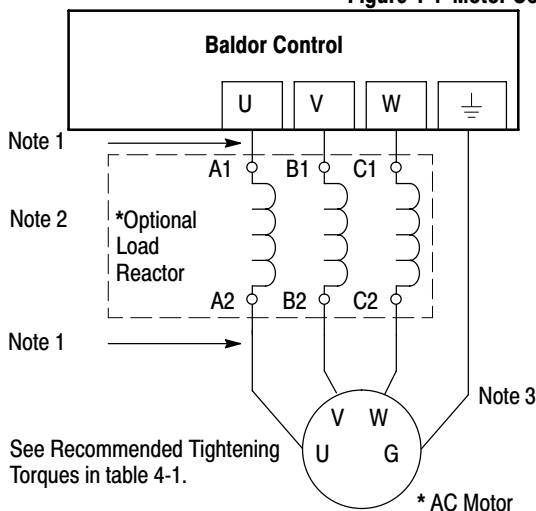 Figure 4-1 Motor Co
Baldor Control
U V W
Note 1
A1 B1 C1
Note 2
*Optional
Load
Reactor
A2 B2 C2
Note 1
Note 3
V W
U G
See Recommended Tightening
Torques in table 4-1.
* AC Motor